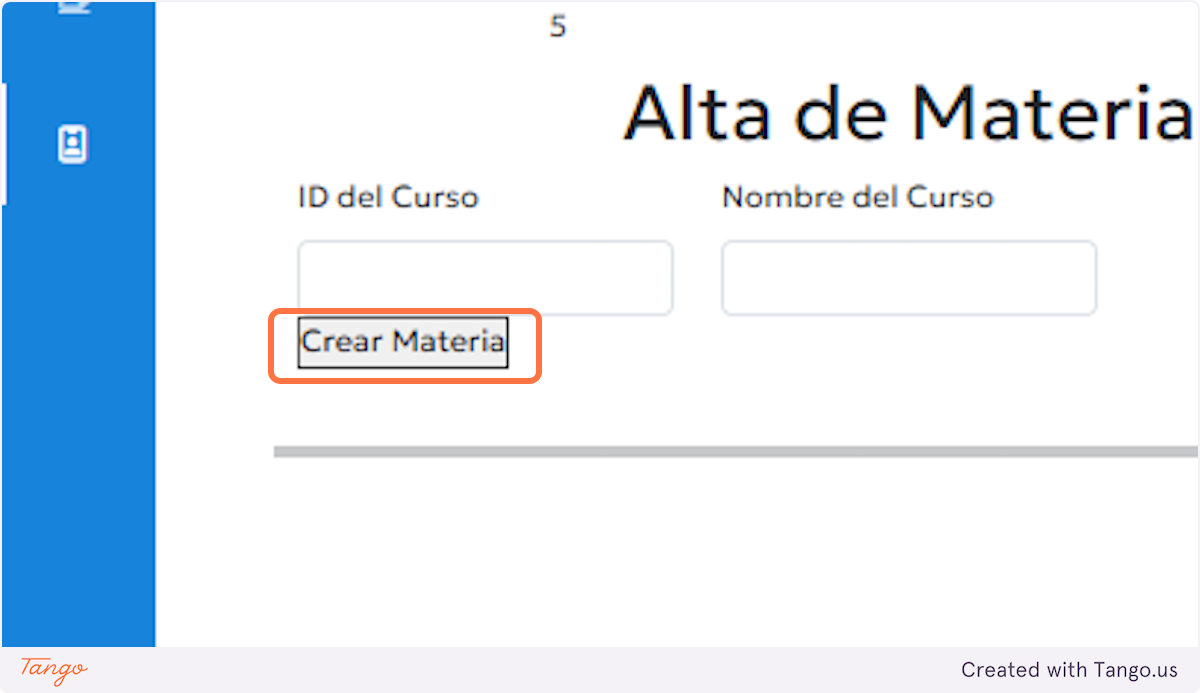 5
Alta de Materia
ID del Curso
Nombre del Curso
Crear Materia
Tango
Created with Tango.us